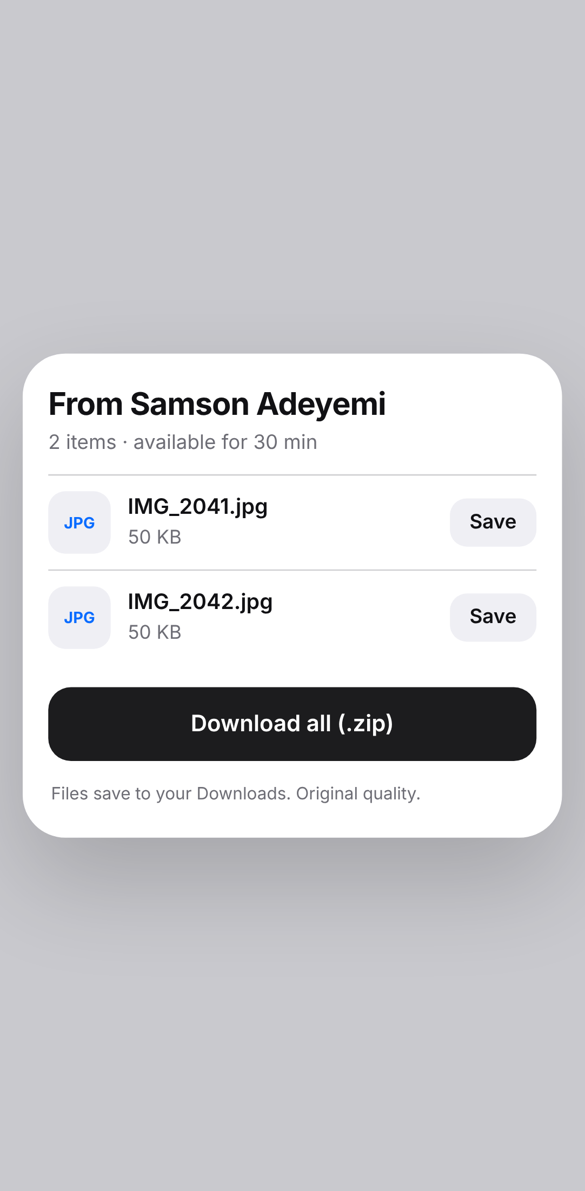 From Samson Adeyemi
2 items · available for 30 min
JPG
IMG_2041.jpg
50 KB
Save
JPG
IMG_2042.jpg
50 KB
Save
Download all (.zip)
Files save to your Downloads. Original quality.